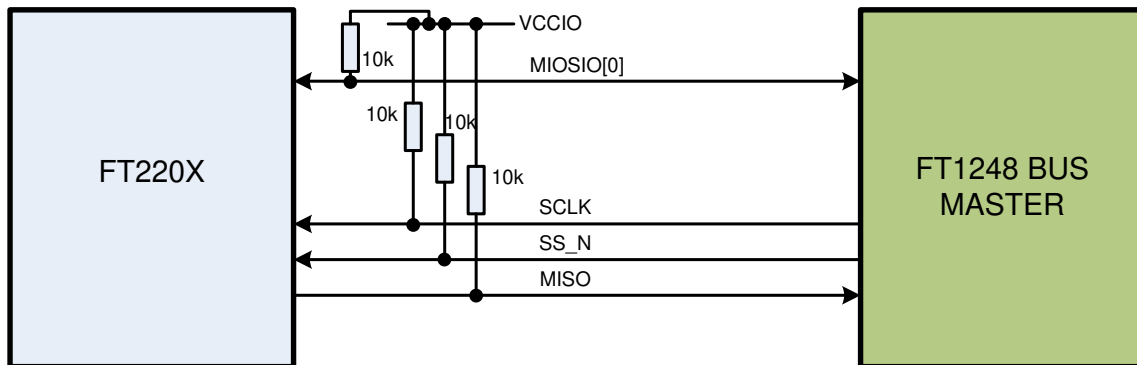 VCCIO
10k
MIOSIO[0]
10k
10k
FT220X
10k
FT1248 BUS
MASTER
SCLK
SS_N
MISO